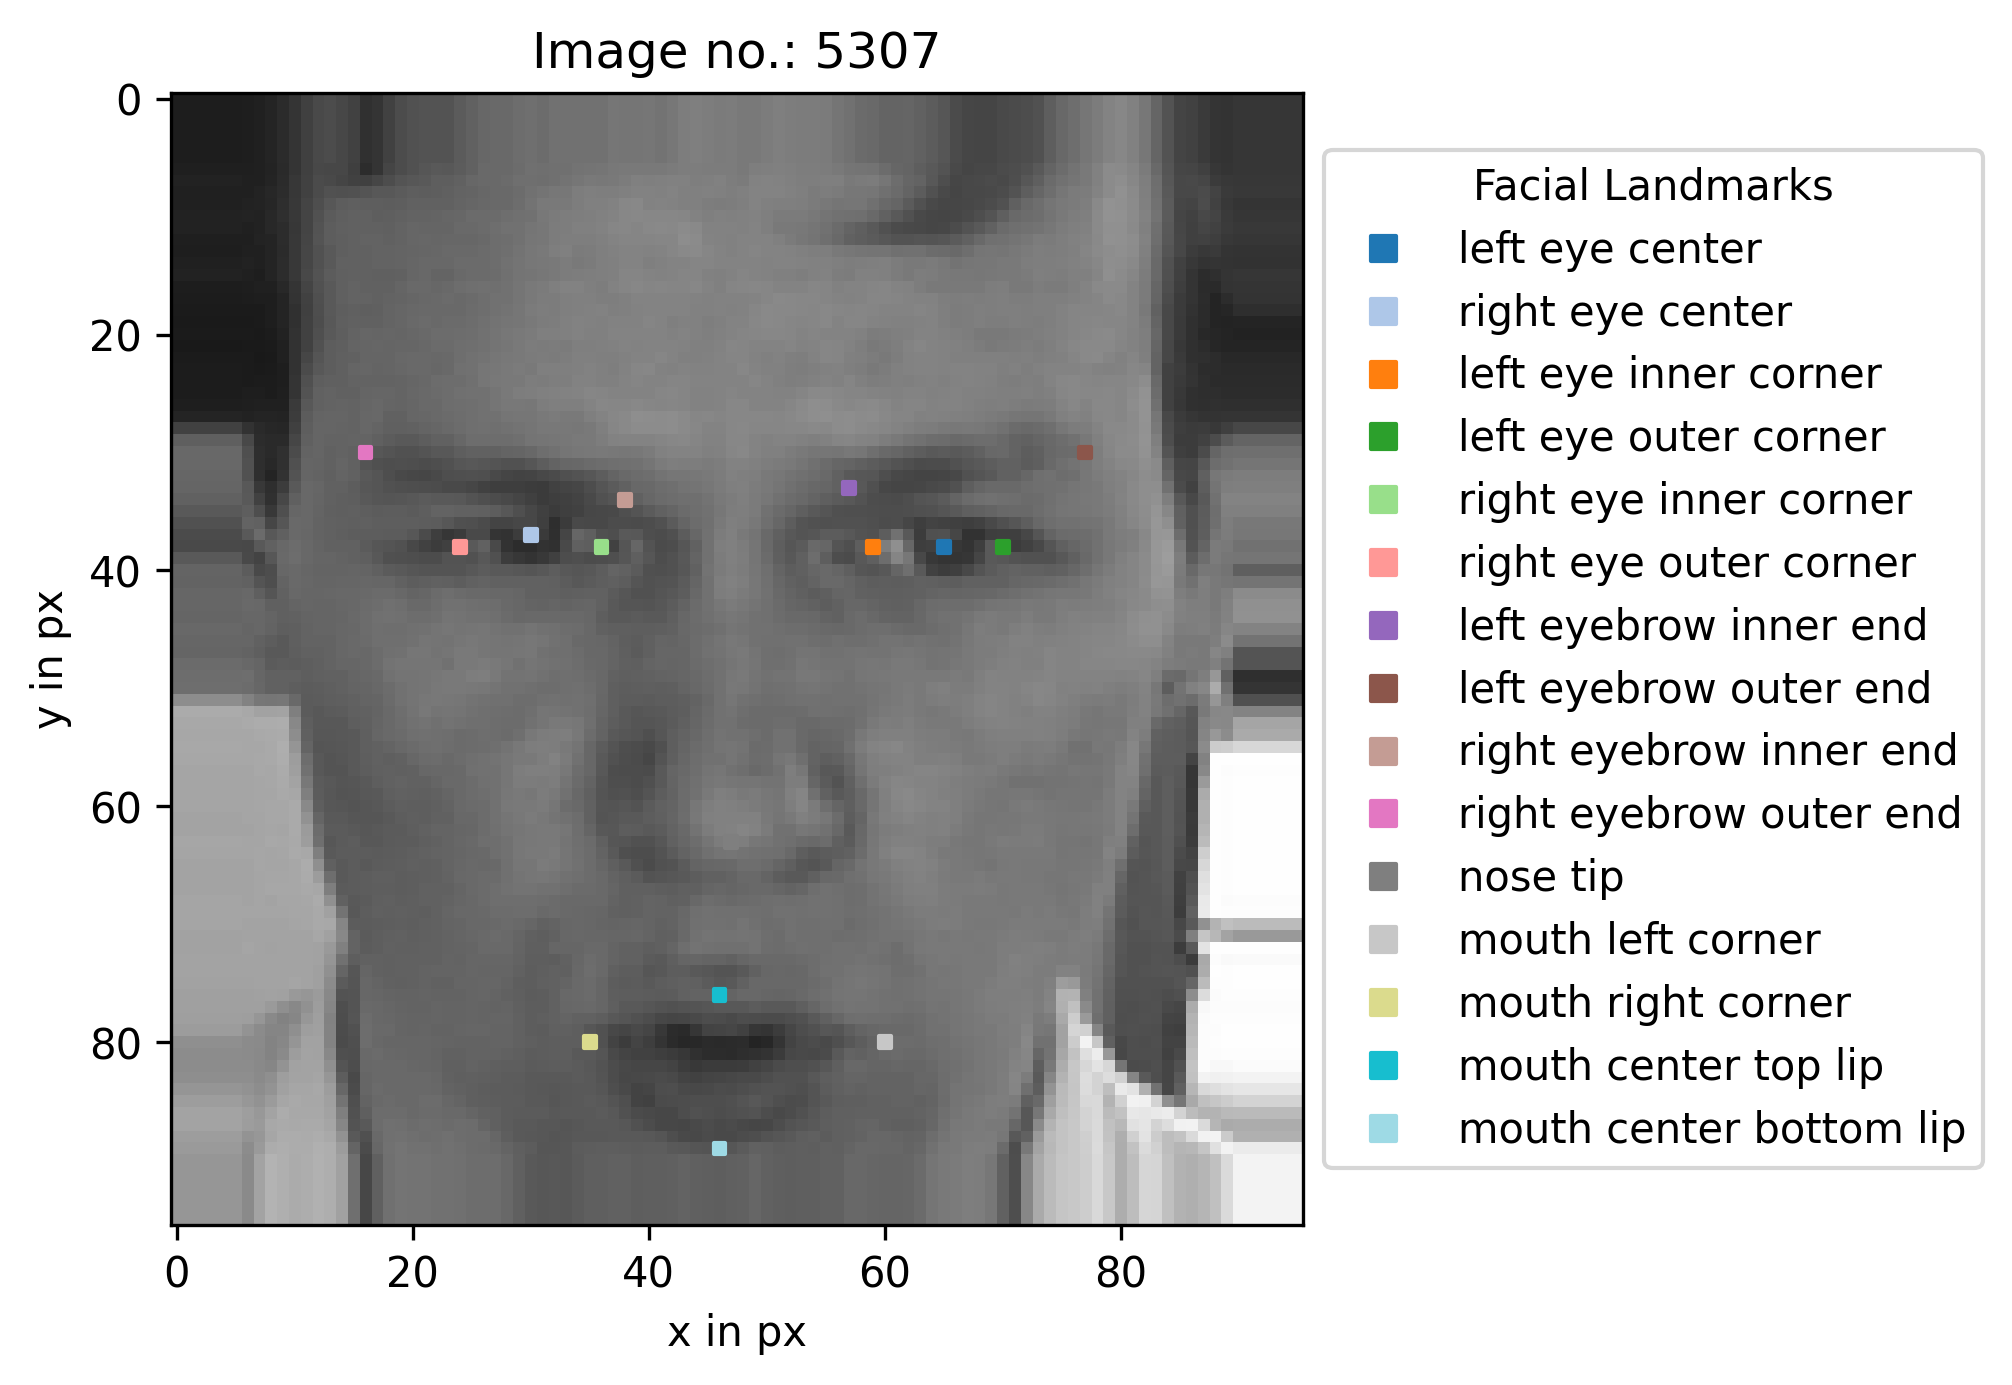 Image no.: 5307
0
20
40
60
80
y in px
0 20 40 60 80
x in px
Facial Landmarks
left eye center
right eye center
left eye inner corner
left eye outer corner
right eye inner corner
right eye outer corner
left eyebrow inner end
left eyebrow outer end
right eyebrow inner end
right eyebrow outer end
nose tip
mouth left corner
mouth right corner
mouth center top lip
mouth center bottom lip